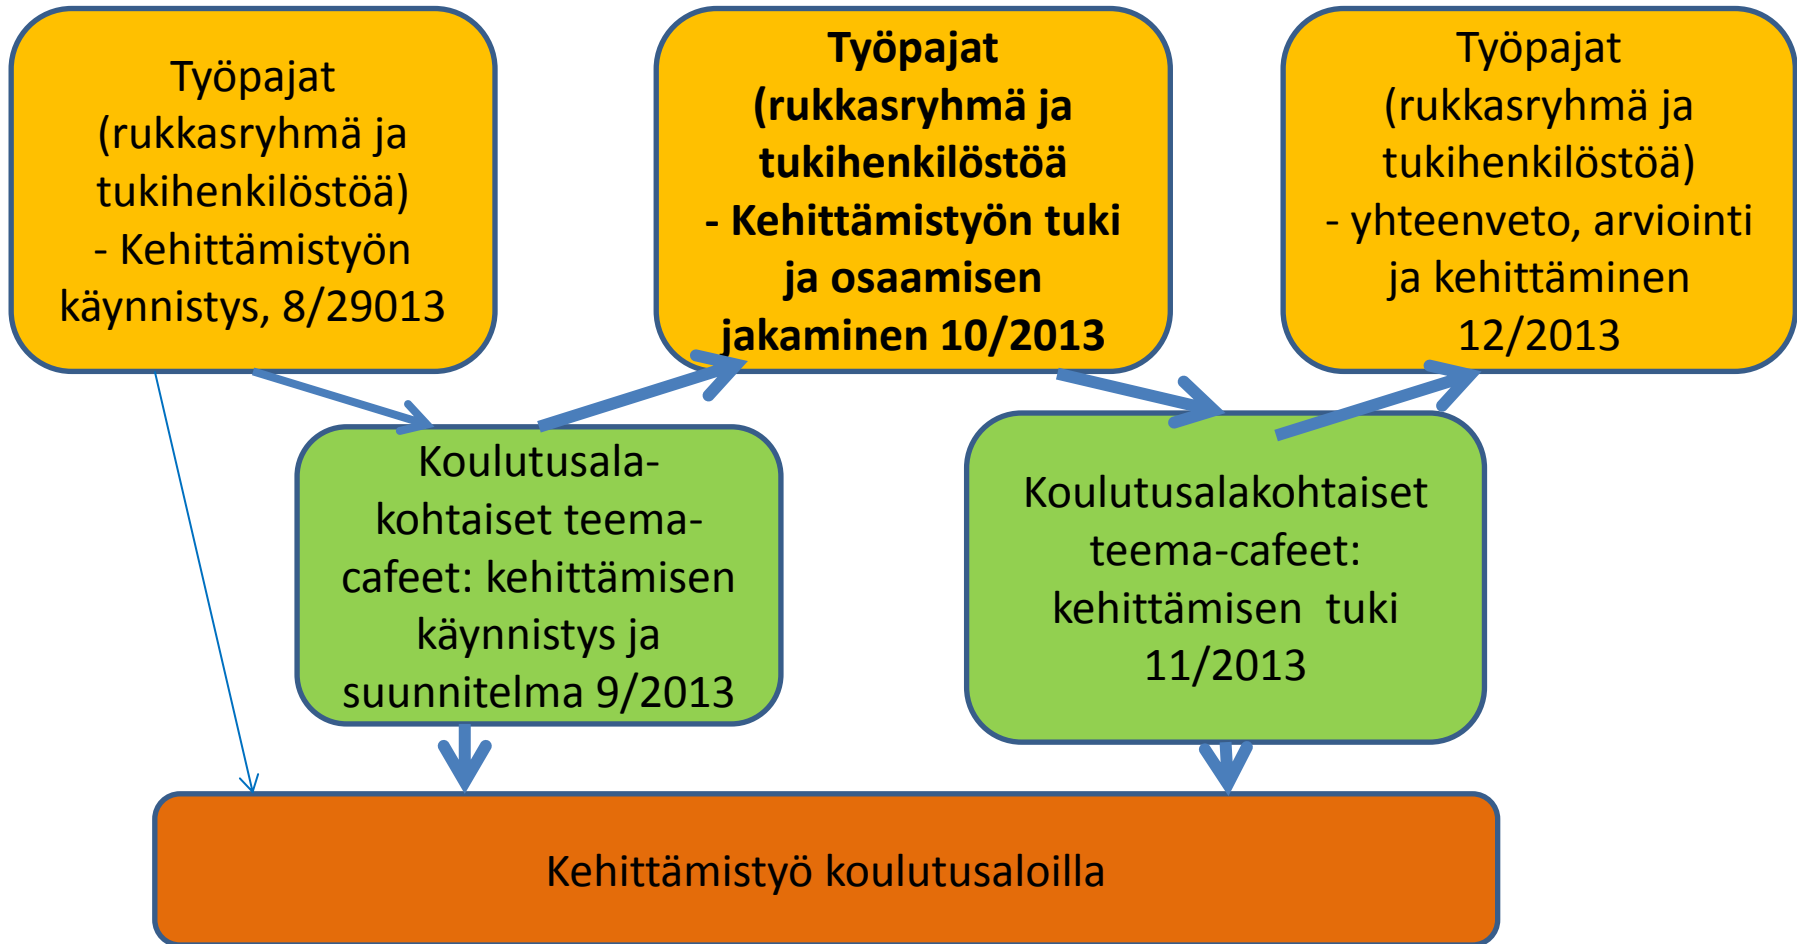 Työpajat
(rukkasryhmä ja
tukihenkilöstöä)
- Kehittämistyön
käynnistys, 8/29013
Työpajat
(rukkasryhmä ja
tukihenkilöstöä
- Kehittämistyön tuki
ja osaamisen
jakaminen 10/2013
Työpajat
(rukkasryhmä ja
tukihenkilöstöä)
- yhteenveto, arviointi
ja kehittäminen
12/2013
Koulutusala-
kohtaiset teema-
cafeet: kehittämisen
käynnistys ja
suunnitelma 9/2013
Koulutusalakohtaiset
teema-cafeet:
kehittämisen  tuki
11/2013
Kehittämistyö koulutusaloilla